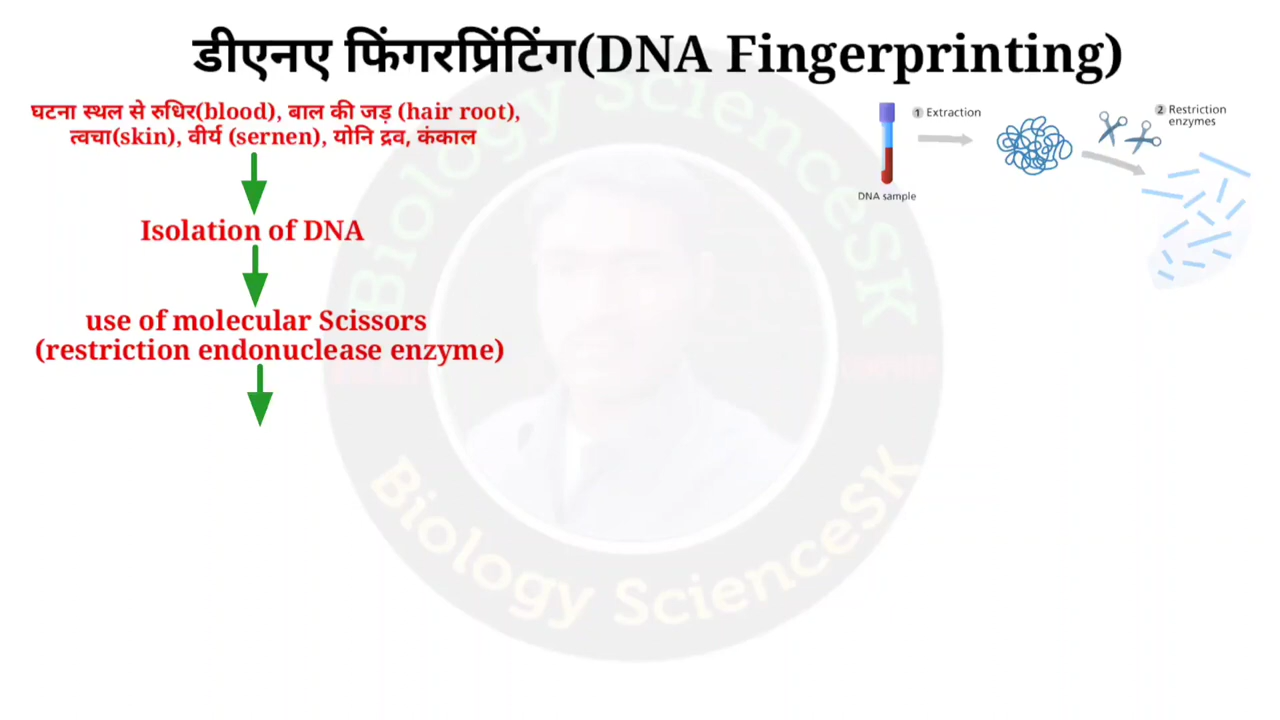 डीएनए फिंगरप्रिंटिंग(DNA Fingerprinting)
घटना स्थल से रुधिर(blood), बाल की जड़ (hair root),
त्वचा(skin), वीर्य (sernen), योनि द्रव, कंकाल
Isolation of DNA
use of molecular Scissors
(restriction endonuclease enzyme)
1 Extraction
2 Restriction
enzymes
DNA sample
Biology ScienceSK
Biology ScienceSK